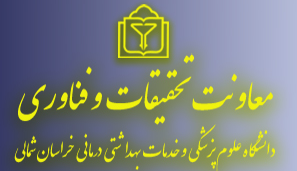 معاونت تحقیقات و فناوری
دانشگاه علوم پزشکی و خدمات بهداشتی درمانی خراسان شمالی